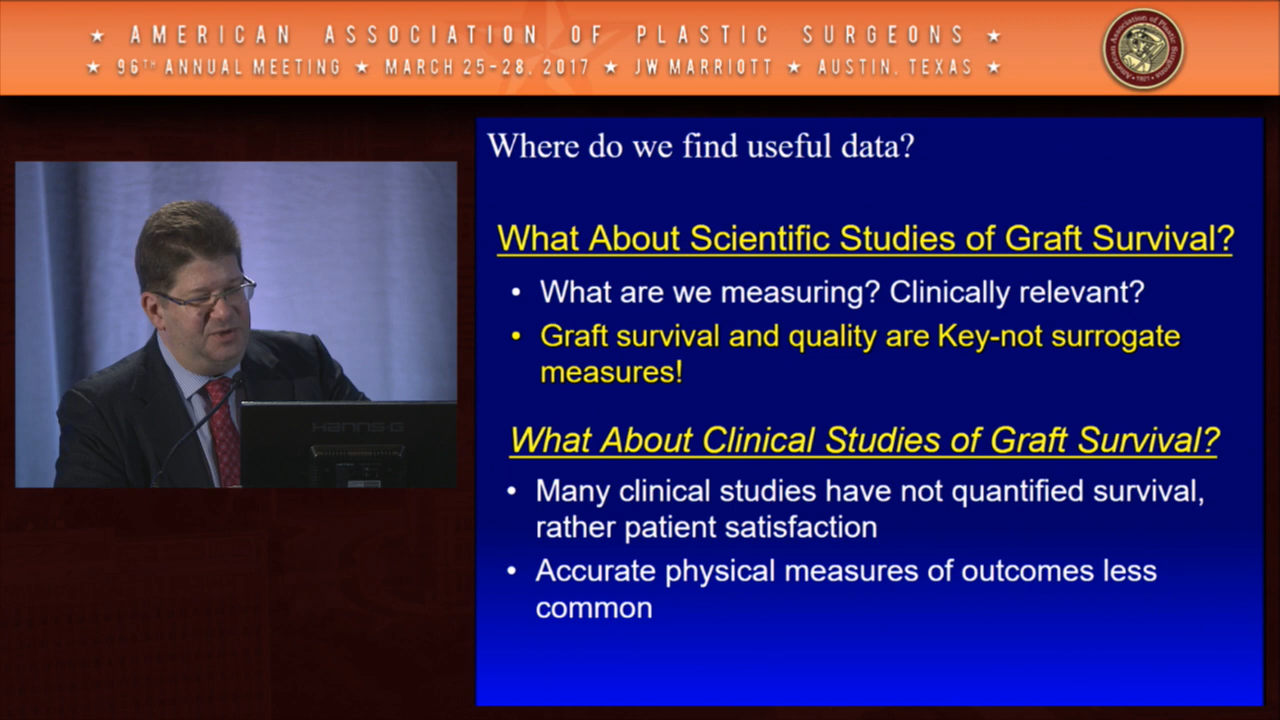 ★ AMERICAN ASSOCIATION OF PLASTIC SURGEONS ★
★ 96TH ANNUAL MEETING ★ MARCH 25-28, 2017 ★ JW MARRIOTT ★ AUSTIN, TEXAS ★
Where do we find useful data?
What About Scientific Studies of Graft Survival?
• What are we measuring? Clinically relevant?
• Graft survival and quality are Key-not surrogate
measures!
What About Clinical Studies of Graft Survival?
• Many clinical studies have not quantified survival,
rather patient satisfaction
• Accurate physical measures of outcomes less
common
HANNS-G